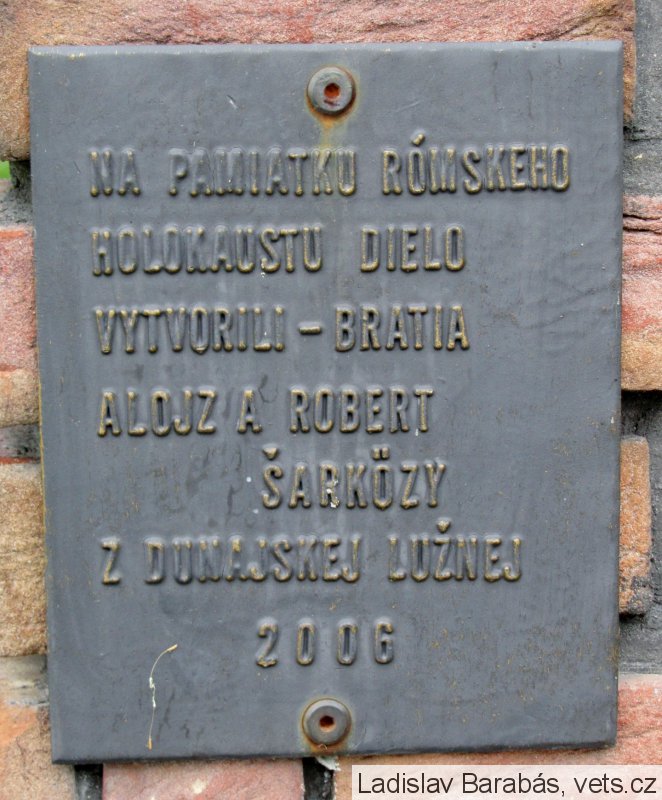 NA PAMIATKU RÓMSKEHO
HOLOKAUSTU DIELO
VYTVORILI – BRATIA
ALOJZ A ROBERT
ŠARKÖZY
Z DUNAJSKEJ LUŽNEJ
2006
Ladislav Barabás, vets.cz